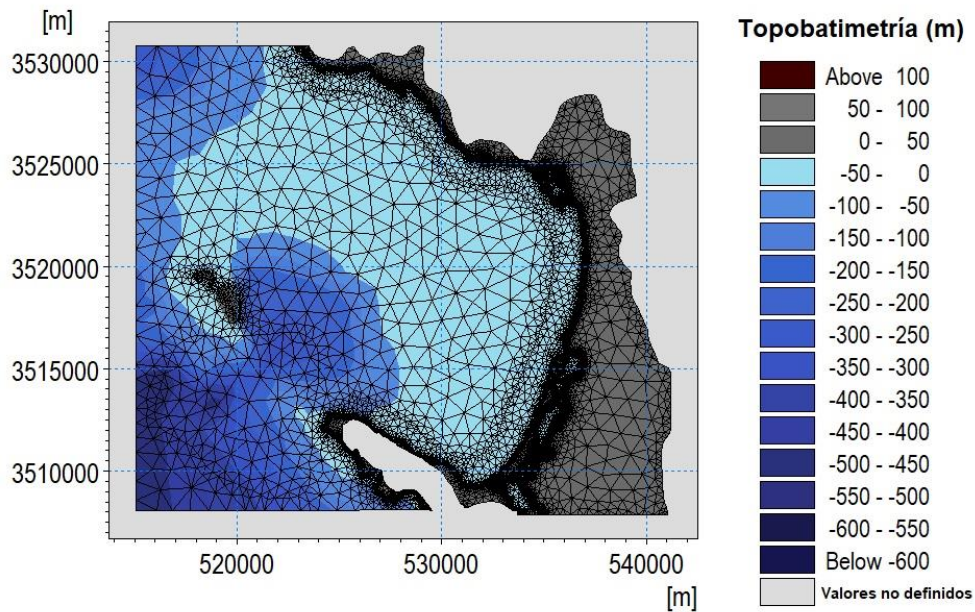 [m]
3530000
3525000
3520000
3515000
3510000
520000
530000
540000
[m]
Topobatimetría (m)
Above 100
50 - 100
0 - 50
-50 - 0
-100 - -50
-150 - -100
-200 - -150
-250 - -200
-300 - -250
-350 - -300
-400 - -350
-450 - -400
-500 - -450
-550 - -500
-600 - -550
Below -600
Valores no definidos